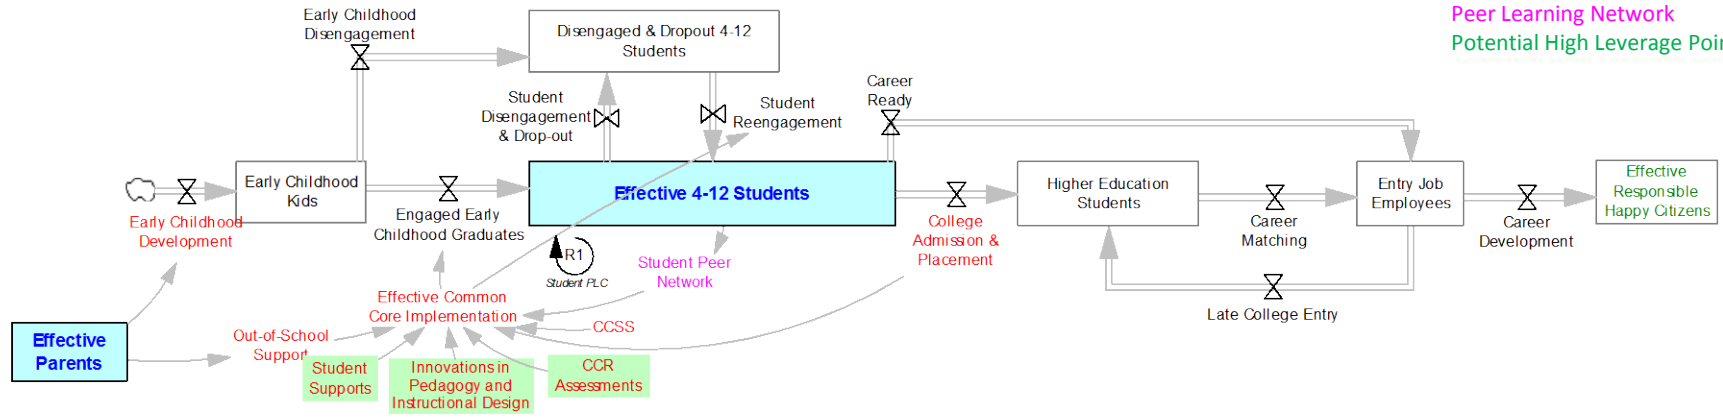 Peer Learning Network
Potential High Leverage
Early Childhood
Disengagement
Disengaged & Dropout 4-12
Students
Student
Disengagement
& Drop-out
Student
Reengagement
Career
Ready
Early Childhood
Kids
Effective 4-12 Students
Higher Education
Students
Entry Job
Employees
Effective
Responsible
Happy Citizens
Early Childhood
Development
Engaged Early
Childhood Graduates
College
Admission &
Placement
Career
Matching
Career
Development
R1
Student PLC
Student Peer
Network
Effective Common
Core Implementation
Late College Entry
Effective
Parents
Out-of-School
Support
CCSS
Student
Supports
Innovations in
Pedagogy and
Instructional Design
CCR
Assessments